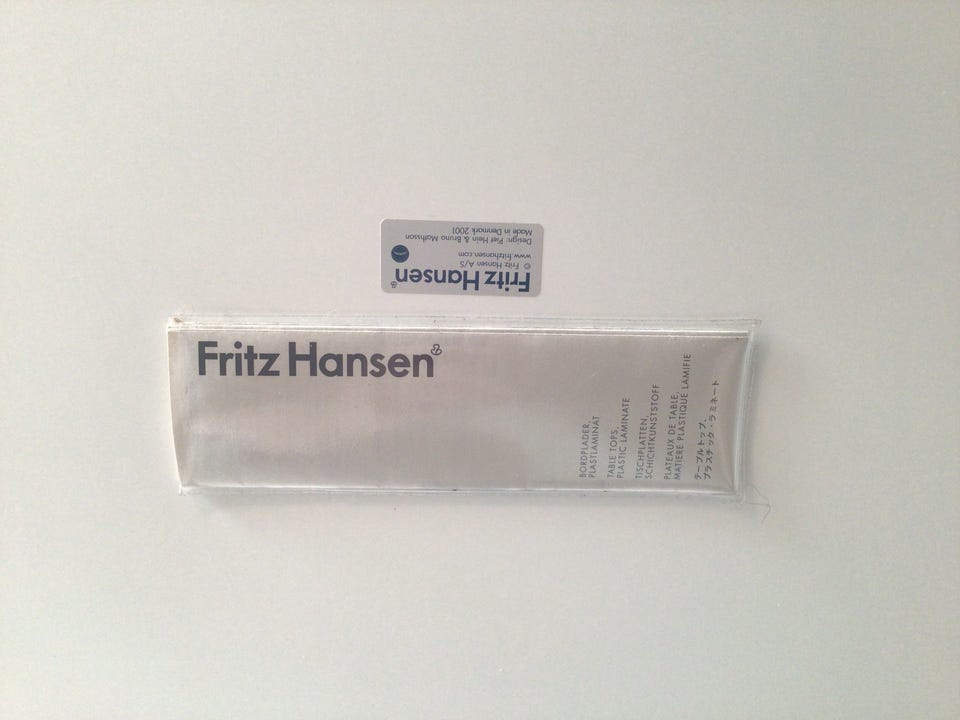 Fritz Hansen
© Fritz Hansen A/S
www.fritzhansen.com
Design: Piet Hein & Bruno Mathsson
Made in Denmark 2001
Fritz Hansen
BORDPLADER,
PLASTLAMINAT
TABLE TOPS,
PLASTIC LAMINATE
TISCHPLATTEN,
SCHICHTKUNSTSTOFF
PLATEAUX DE TABLE,
MATIERE PLASTIQUE LAMIFIE
テーブルトップ、
プラスチック・ラミネート